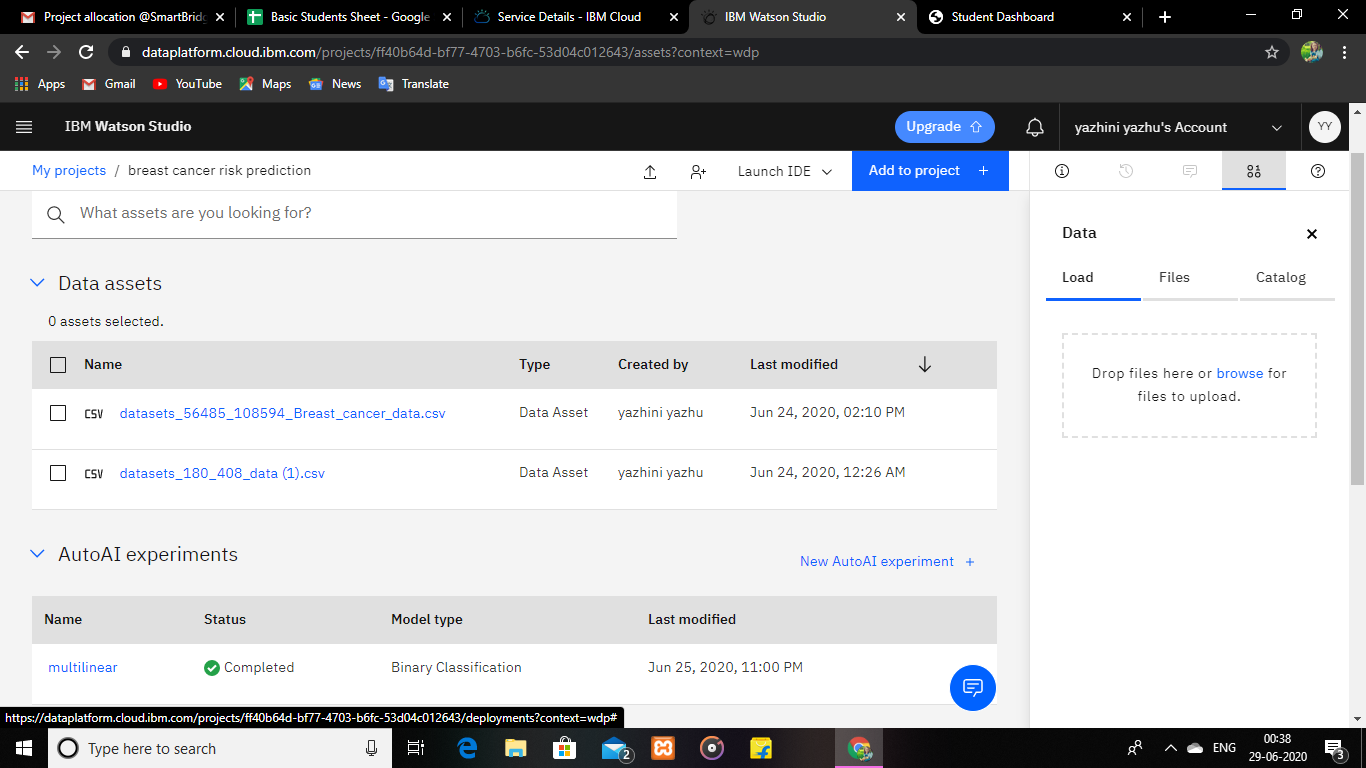 Project allocation @SmartBridg
Basic Students Sheet - Google
Service Details - IBM Cloud
IBM Watson Studio
Student Dashboard
dataplatform.cloud.ibm.com/projects/ff40b64d-bf77-4703-b6fc-53d04c012643/assets?context=wdp
Apps Gmail YouTube Maps News Translate
IBM Watson Studio
Upgrade
yazhini yazhu's Account
YY
My projects / breast cancer risk prediction
Launch IDE
Add to project +
What assets are you looking for?
Data assets
0 assets selected.
Name Type Created by Last modified
CSV datasets_56485_108594_Breast_cancer_data.csv Data Asset yazhini yazhu Jun 24, 2020, 02:10 PM
CSV datasets_180_408_data (1).csv Data Asset yazhini yazhu Jun 24, 2020, 12:26 AM
AutoAI experiments
New AutoAI experiment +
Name Status Model type Last modified
multilinear Completed Binary Classification Jun 25, 2020, 11:00 PM
Data
Load Files Catalog
Drop files here or browse for
files to upload.
https://dataplatform.cloud.ibm.com/projects/ff40b64d-bf77-4703-b6fc-53d04c012643/deployments?context=wdp#
Type here to search
2
ENG
00:38
29-06-2020
3